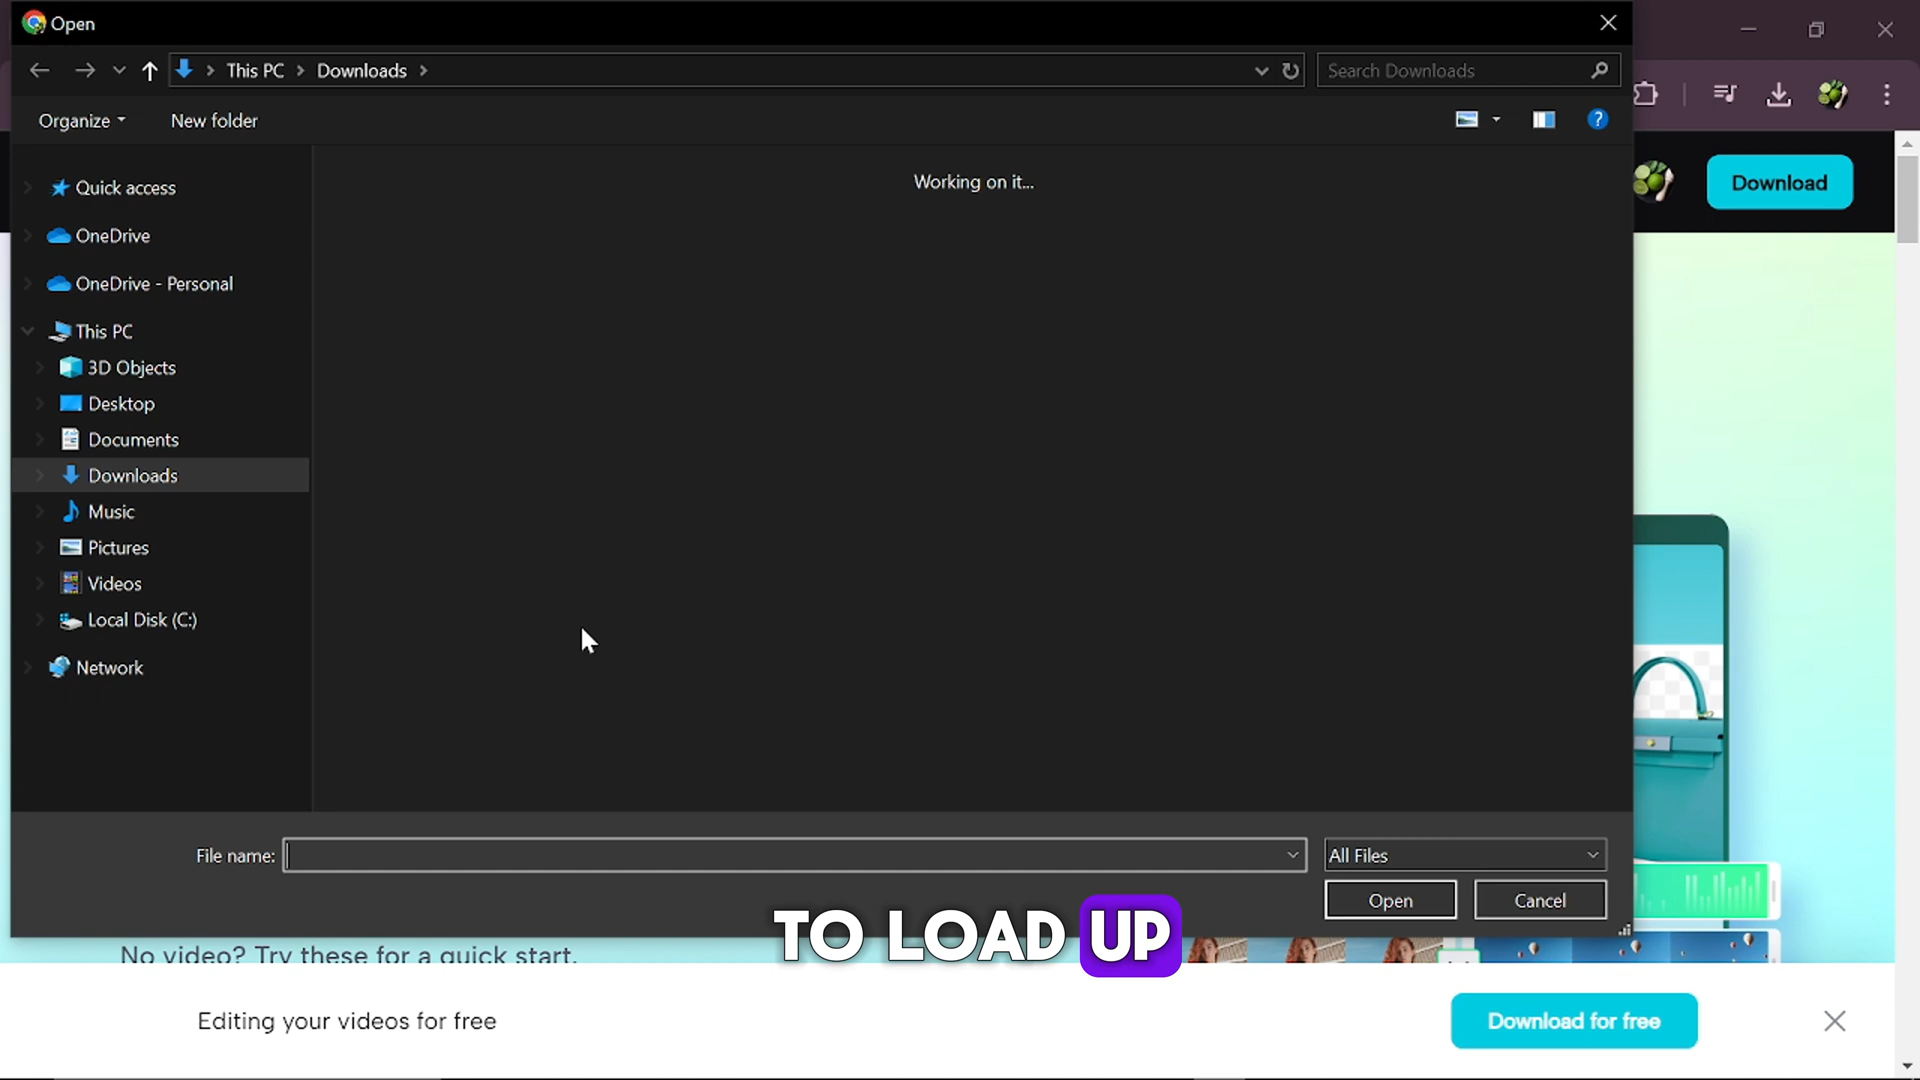 Open
This PC
Downloads
Search Downloads
Organize
New folder
?
Download
Working on it...
Quick access
OneDrive
OneDrive - Personal
This PC
3D Objects
Desktop
Documents
Downloads
Music
Pictures
Videos
Local Disk (C:)
Network
File name:
All Files
Open
Cancel
TO LOAD UP
No video? Try these for a quick start.
Editing your videos for free
Download for free